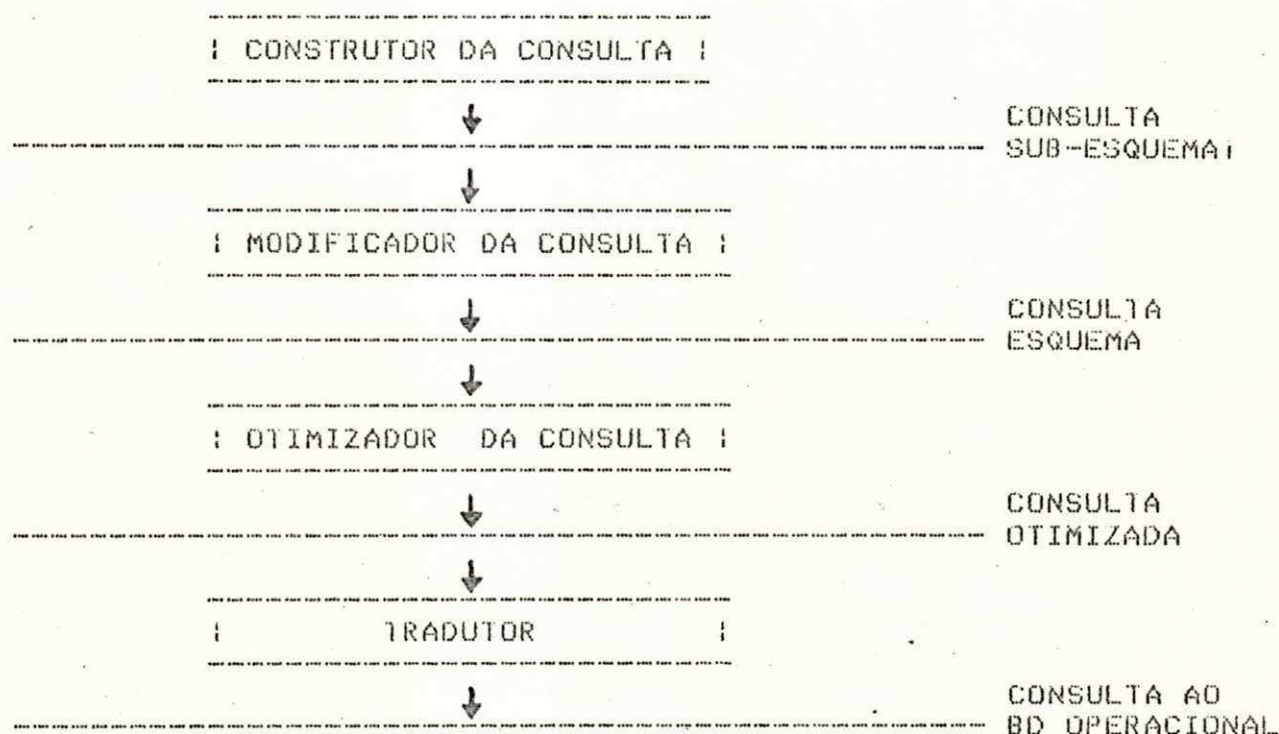 CONSTRUTOR DA CONSULTA
CONSULTA
SUB-ESQUEMAi
MODIFICADOR DA CONSULTA
CONSULTA
ESQUEMA
OTIMIZADOR DA CONSULTA
CONSULTA
OTIMIZADA
TRADUTOR
CONSULTA AO
BD OPERACIONAL